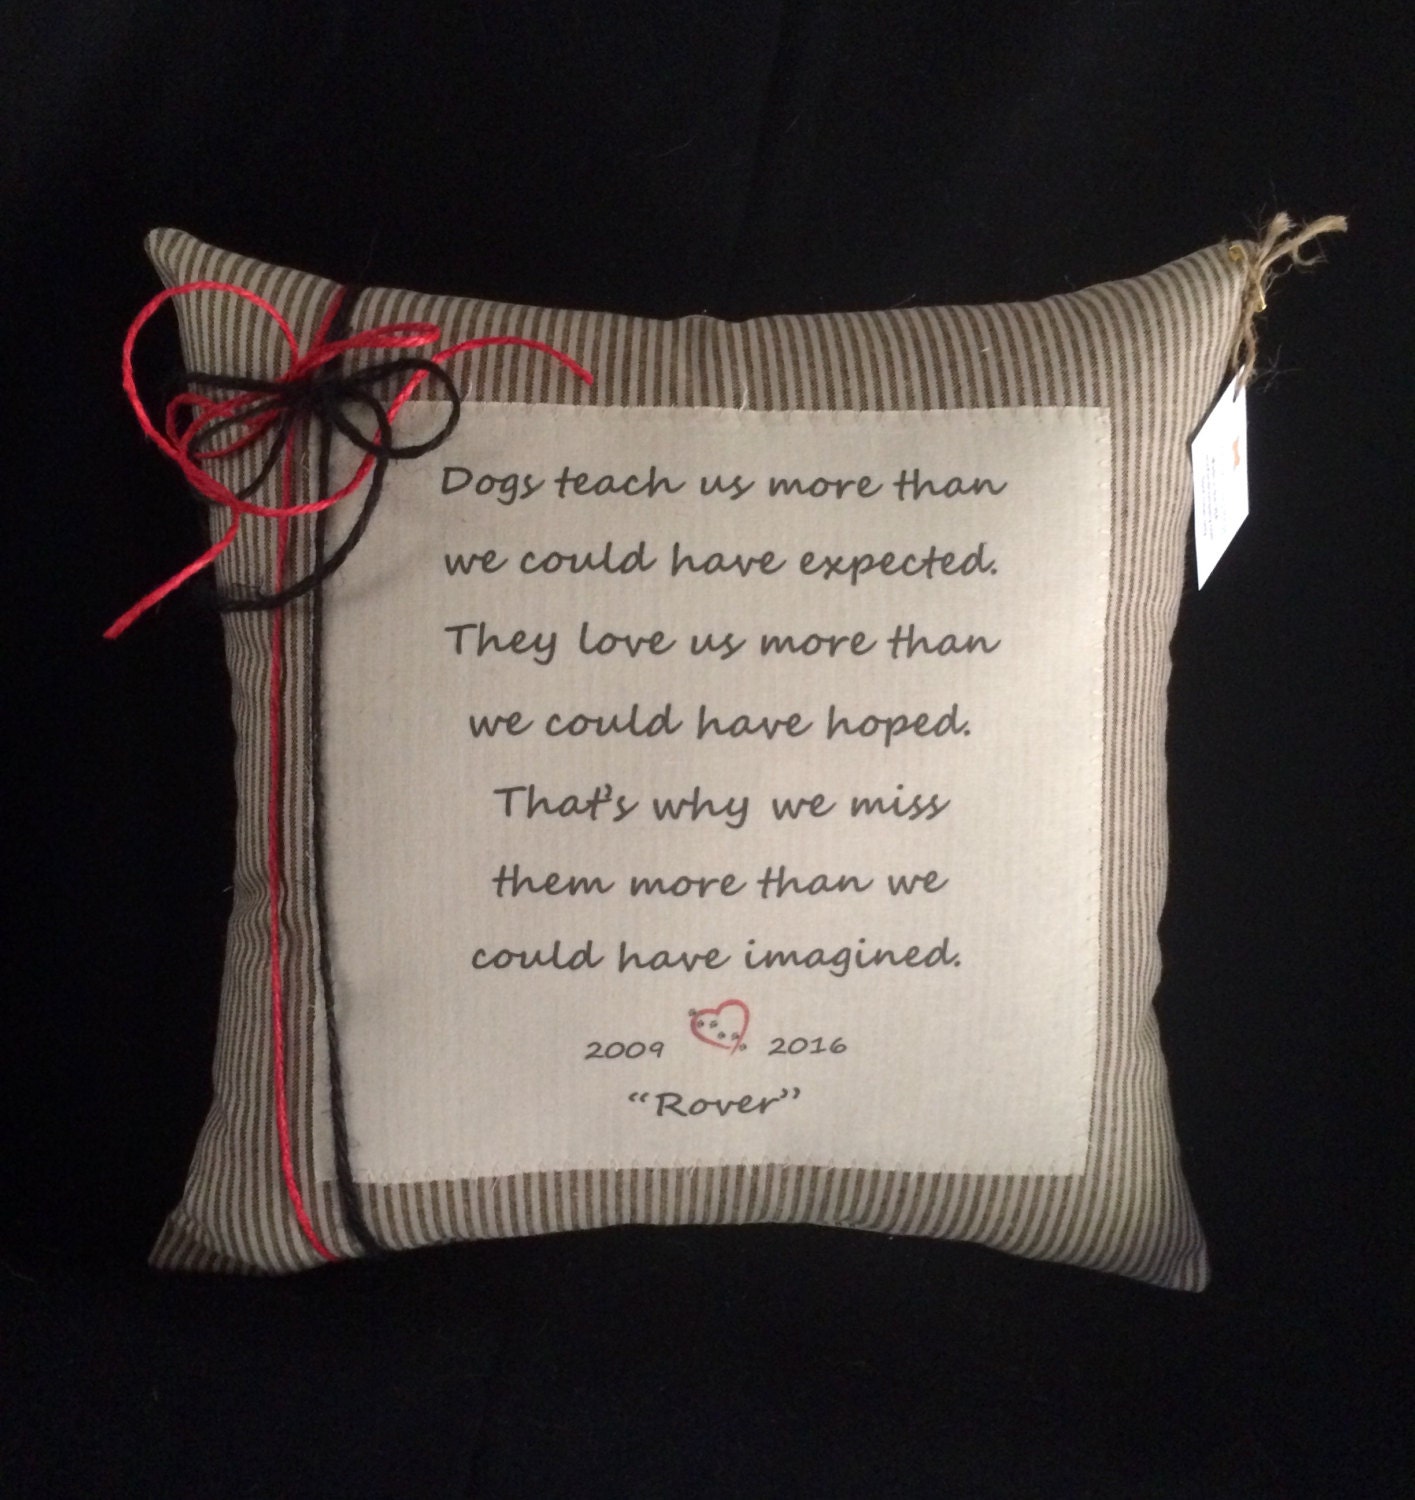 Dogs teach us more than
we could have expected.
They love us more than
we could have hoped.
That's why we miss
them more than we
could have imagined.
2009 2016
“Rover”